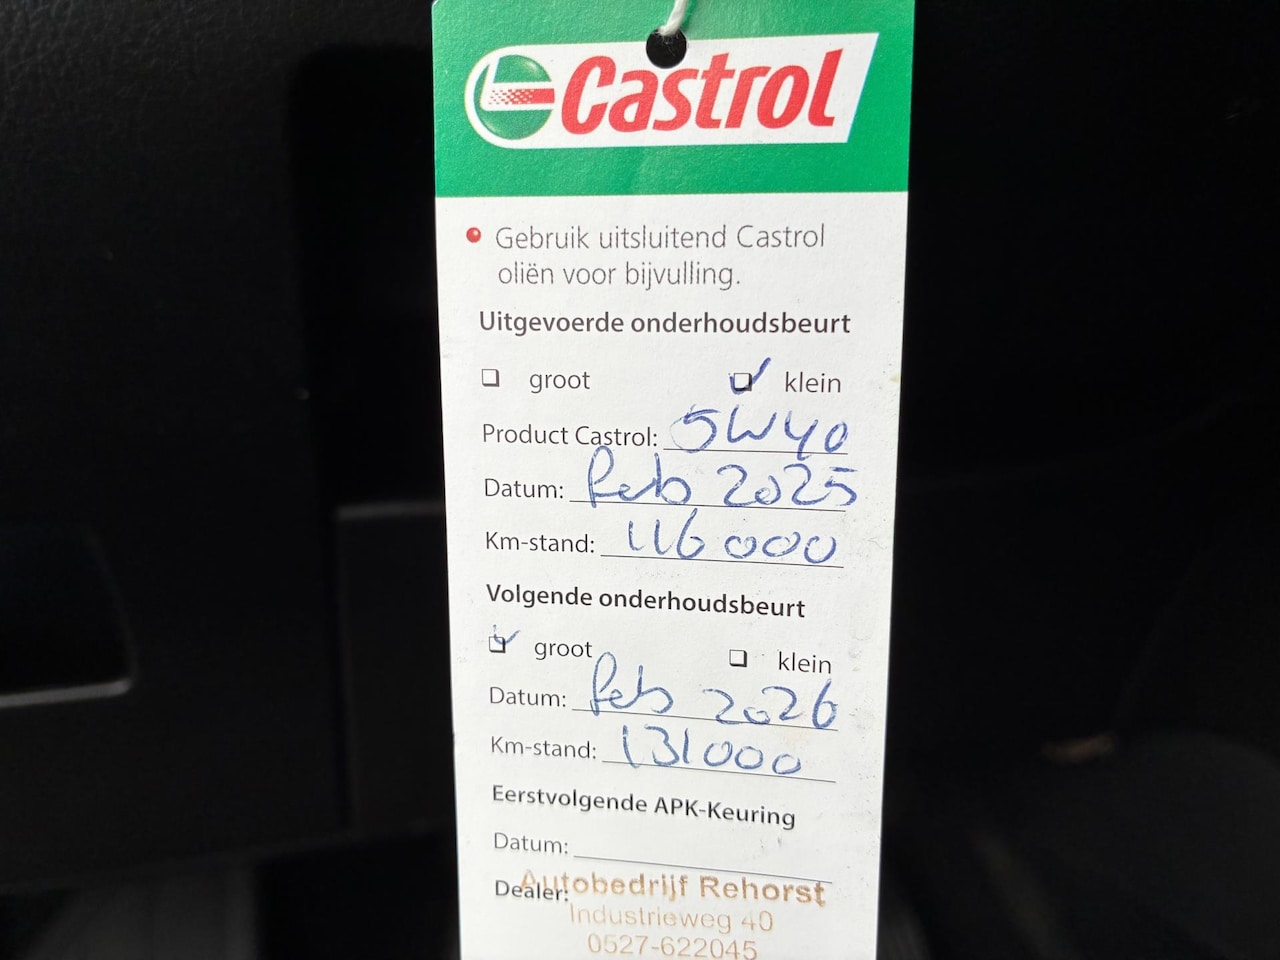 Castrol
Gebruik uitsluitend Castrol
oliën voor bijvulling.
Uitgevoerde onderhoudsbeurt
groot klein
Product Castrol: 5W40
Datum: feb 2025
Km-stand: 116000
Volgende onderhoudsbeurt
groot klein
Datum: feb 2026
Km-stand: 131000
Eerstvolgende APK-Keuring
Datum:
Dealer: Autobedrijf Rehorst
Industrieweg 40
0527-622045